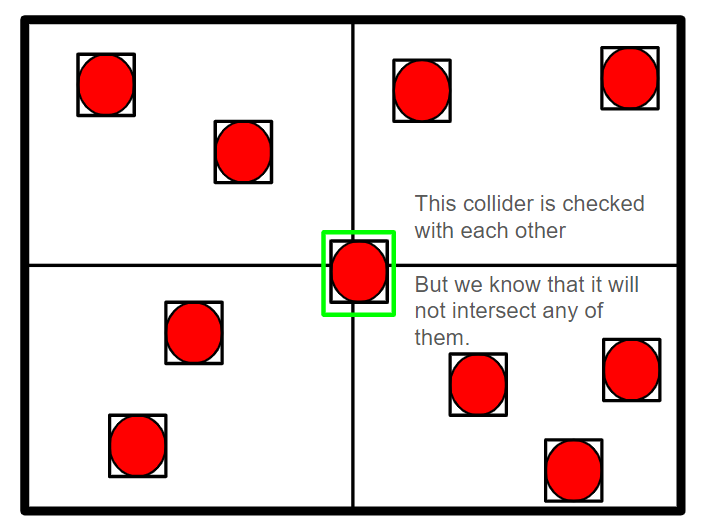 This collider is checked
with each other
But we know that it will
not intersect any of
them.